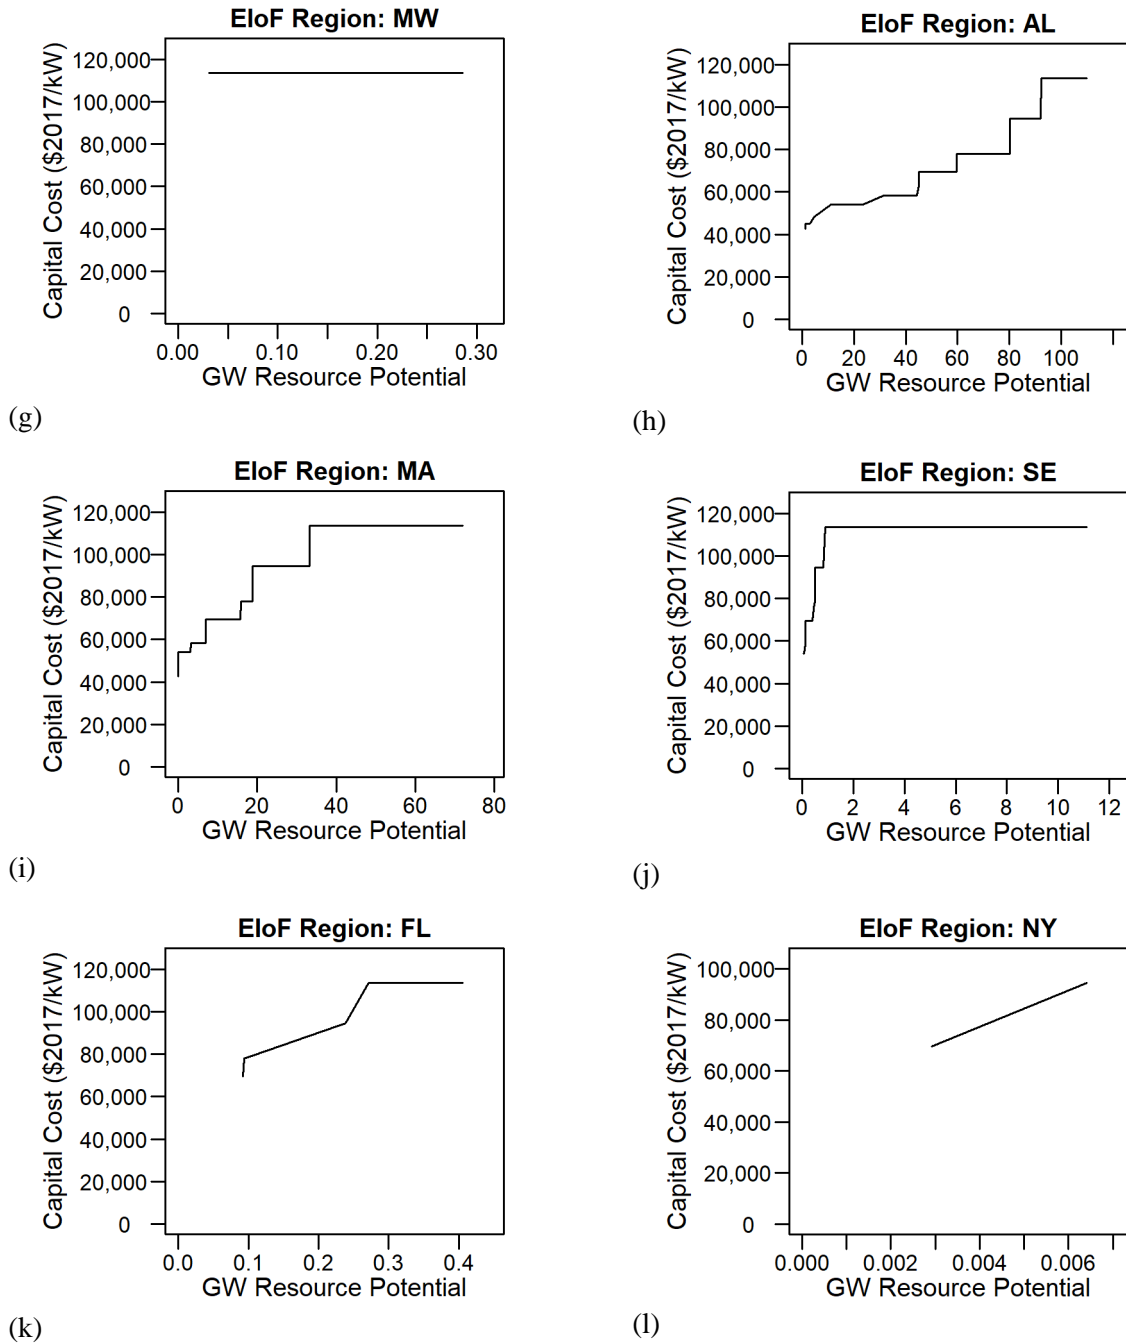 EIoF Region: MW
Capital Cost ($2017/kW)
120,000
100,000
80,000
60,000
40,000
20,000
0
0.00 0.10 0.20 0.30
GW Resource Potential
(g)
EIoF Region: AL
Capital Cost ($2017/kW)
120,000
100,000
80,000
60,000
40,000
20,000
0
0 20 40 60 80 100
GW Resource Potential
(h)
EIoF Region: MA
Capital Cost ($2017/kW)
120,000
100,000
80,000
60,000
40,000
20,000
0
0 20 40 60 80
GW Resource Potential
(i)
EIoF Region: SE
Capital Cost ($2017/kW)
120,000
100,000
80,000
60,000
40,000
20,000
0
0 2 4 6 8 10 12
GW Resource Potential
(j)
EIoF Region: FL
Capital Cost ($2017/kW)
120,000
100,000
80,000
60,000
40,000
20,000
0
0.0 0.1 0.2 0.3 0.4
GW Resource Potential
(k)
EIoF Region: NY
Capital Cost ($2017/kW)
100,000
80,000
60,000
40,000
20,000
0
0.000 0.002 0.004 0.006
GW Resource Potential
(l)